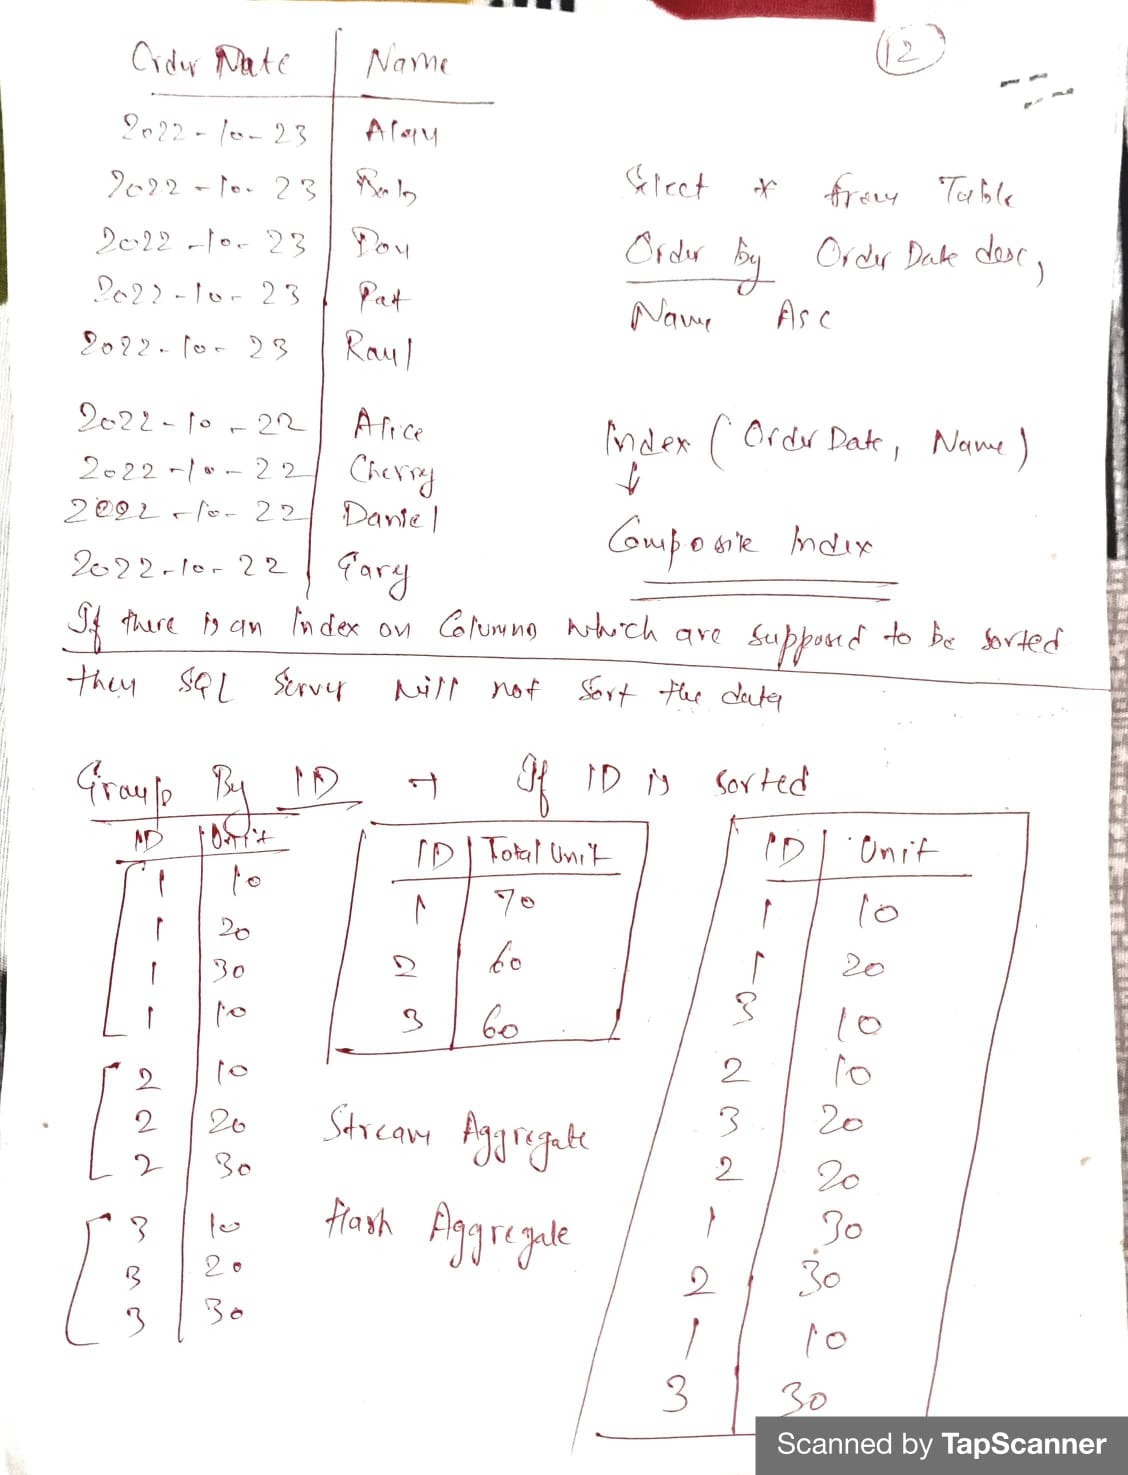 12
Order Date | Name
2022-10-23
2022-10-23 | Bob
2022-10-23 | Don
2022-10-23 | Pat
2022-10-23 | Raul
2022-10-22 | Alice
2022-10-22 | Cherry
2022-10-22 | Daniel
2022-10-22 | Gary
Select * from Table
Order by Order Date desc,
Name Asc
Index (Order Date, Name)
↓
Composite Index
If there is an Index on Columns which are supposed to be sorted
then SQL Server will not Sort the data
Group By ID → If ID is sorted
ID | Unit
1 | 10
1 | 20
1 | 30
1 | 10
2 | 10
2 | 20
2 | 30
3 | 10
3 | 20
3 | 30
ID | Total Unit
1 | 70
2 | 60
3 | 60
Stream Aggregate
Hash Aggregate
ID | Unit
1 | 10
1 | 20
3 | 10
2 | 10
3 | 20
2 | 20
1 | 30
2 | 30
1 | 10
3 | 30
Scanned by TapScanner